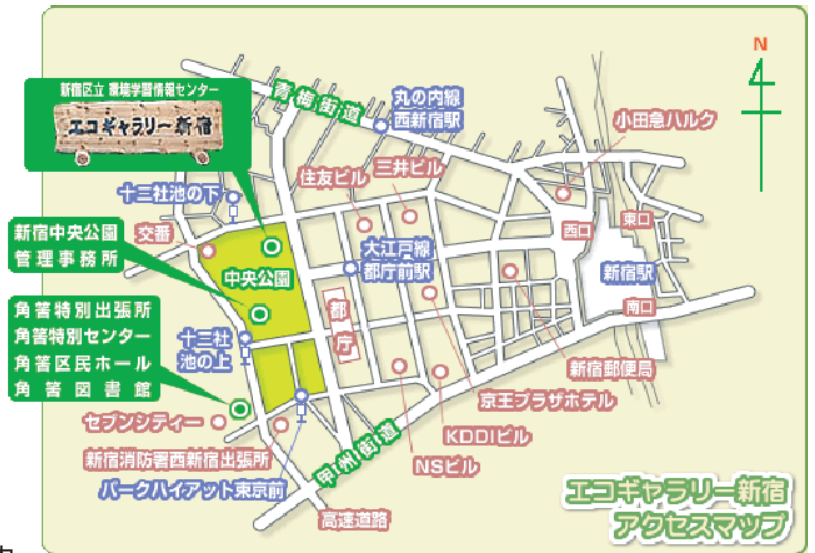 N
新宿区立 環境学習情報センター
エコギャラリー新宿
青梅街道
丸の内線
西新宿駅
小田急ハルク
住友ビル
三井ビル
十二社池の下
交番
新宿中央公園
管理事務所
中央公園
大江戸線
都庁前駅
西口
東口
新宿駅
南口
都
庁
角筈特別出張所
角筈特別センター
角筈区民ホール
角筈図書館
十二社
池の上
新宿郵便局
京王プラザホテル
KDDIビル
NSビル
セブンシティー
新宿消防署西新宿出張所
パークハイアット東京前
甲州街道
高速道路
エコギャラリー新宿
アクセスマップ